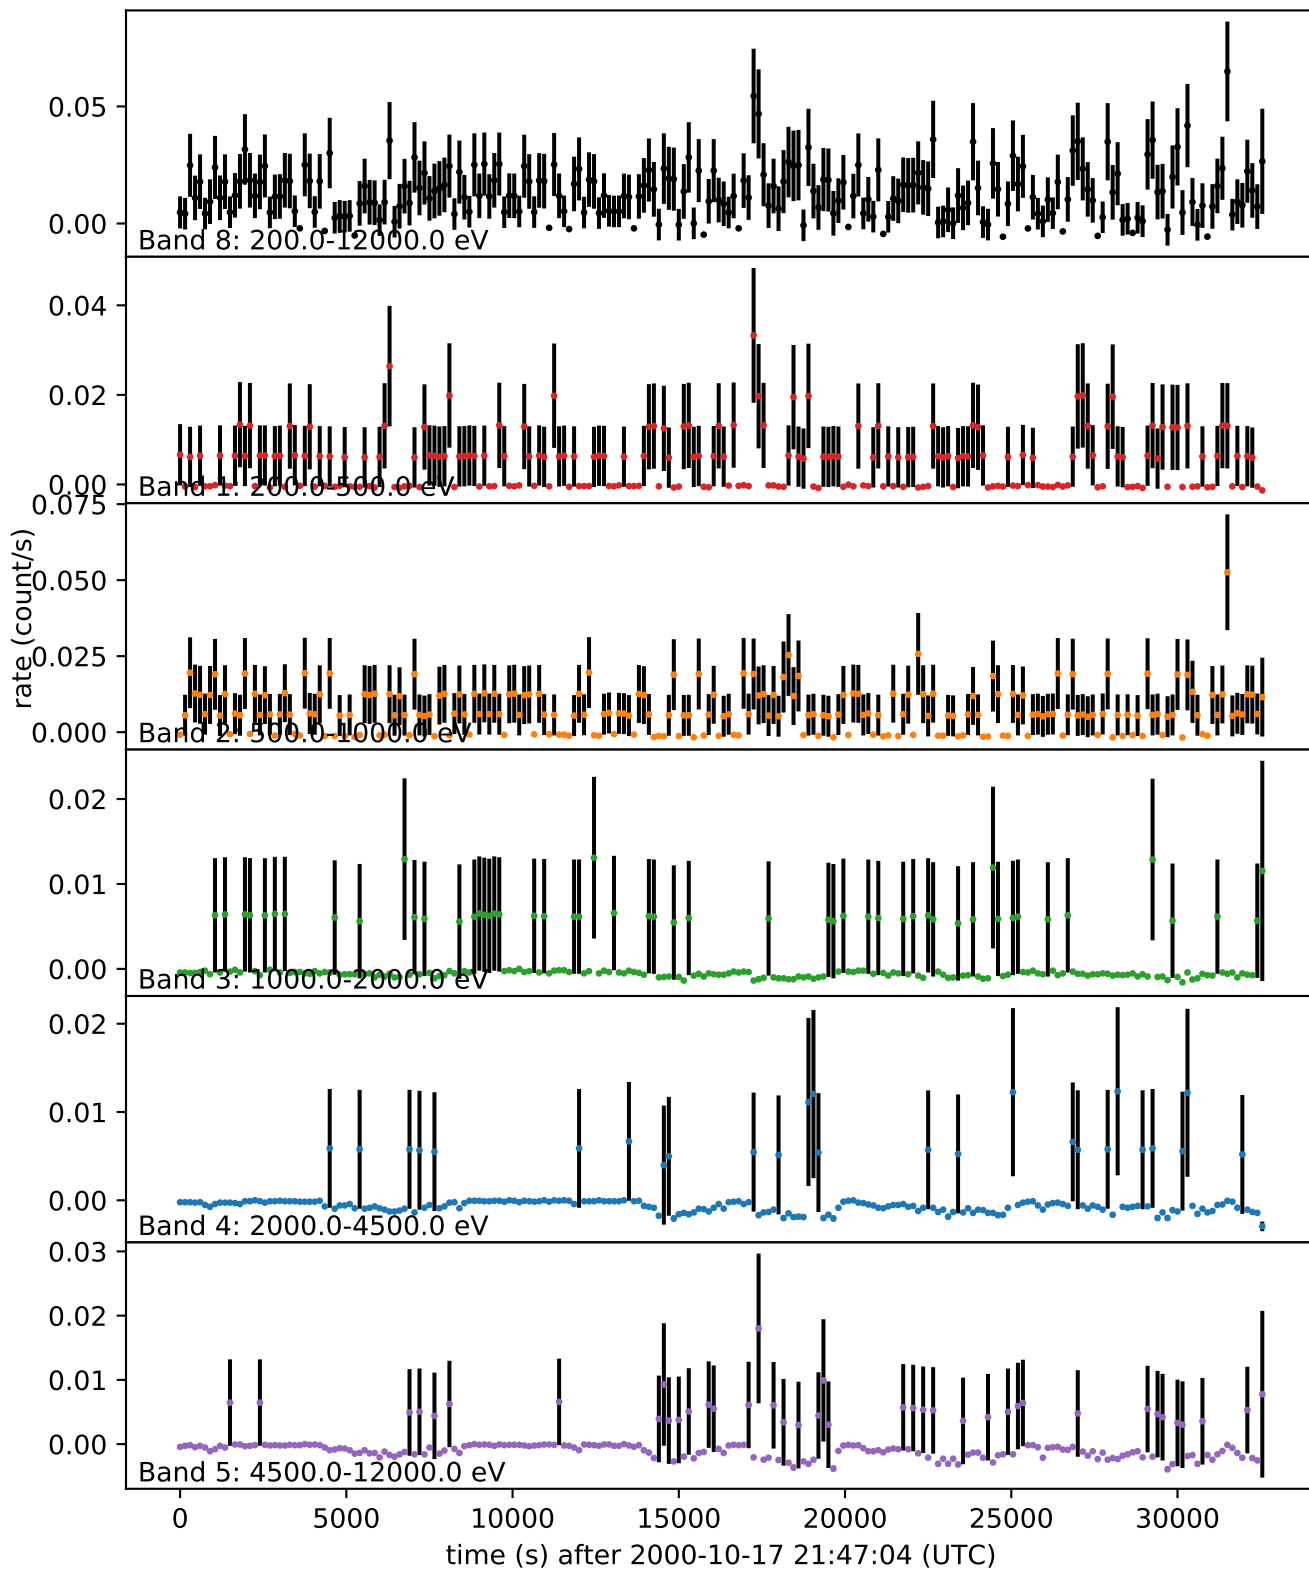 0.05
0.00
Band 8: 200.0-12000.0 eV
0.04
0.02
0.00
Band 1: 200.0-500.0 eV
0.075
0.050
0.025
0.000
Band 2: 500.0-1000.0 eV
rate (count/s)
0.02
0.01
0.00
Band 3: 1000.0-2000.0 eV
0.02
0.01
0.00
Band 4: 2000.0-4500.0 eV
0.03
0.02
0.01
0.00
Band 5: 4500.0-12000.0 eV
0 5000 10000 15000 20000 25000 30000
time (s) after 2000-10-17 21:47:04 (UTC)